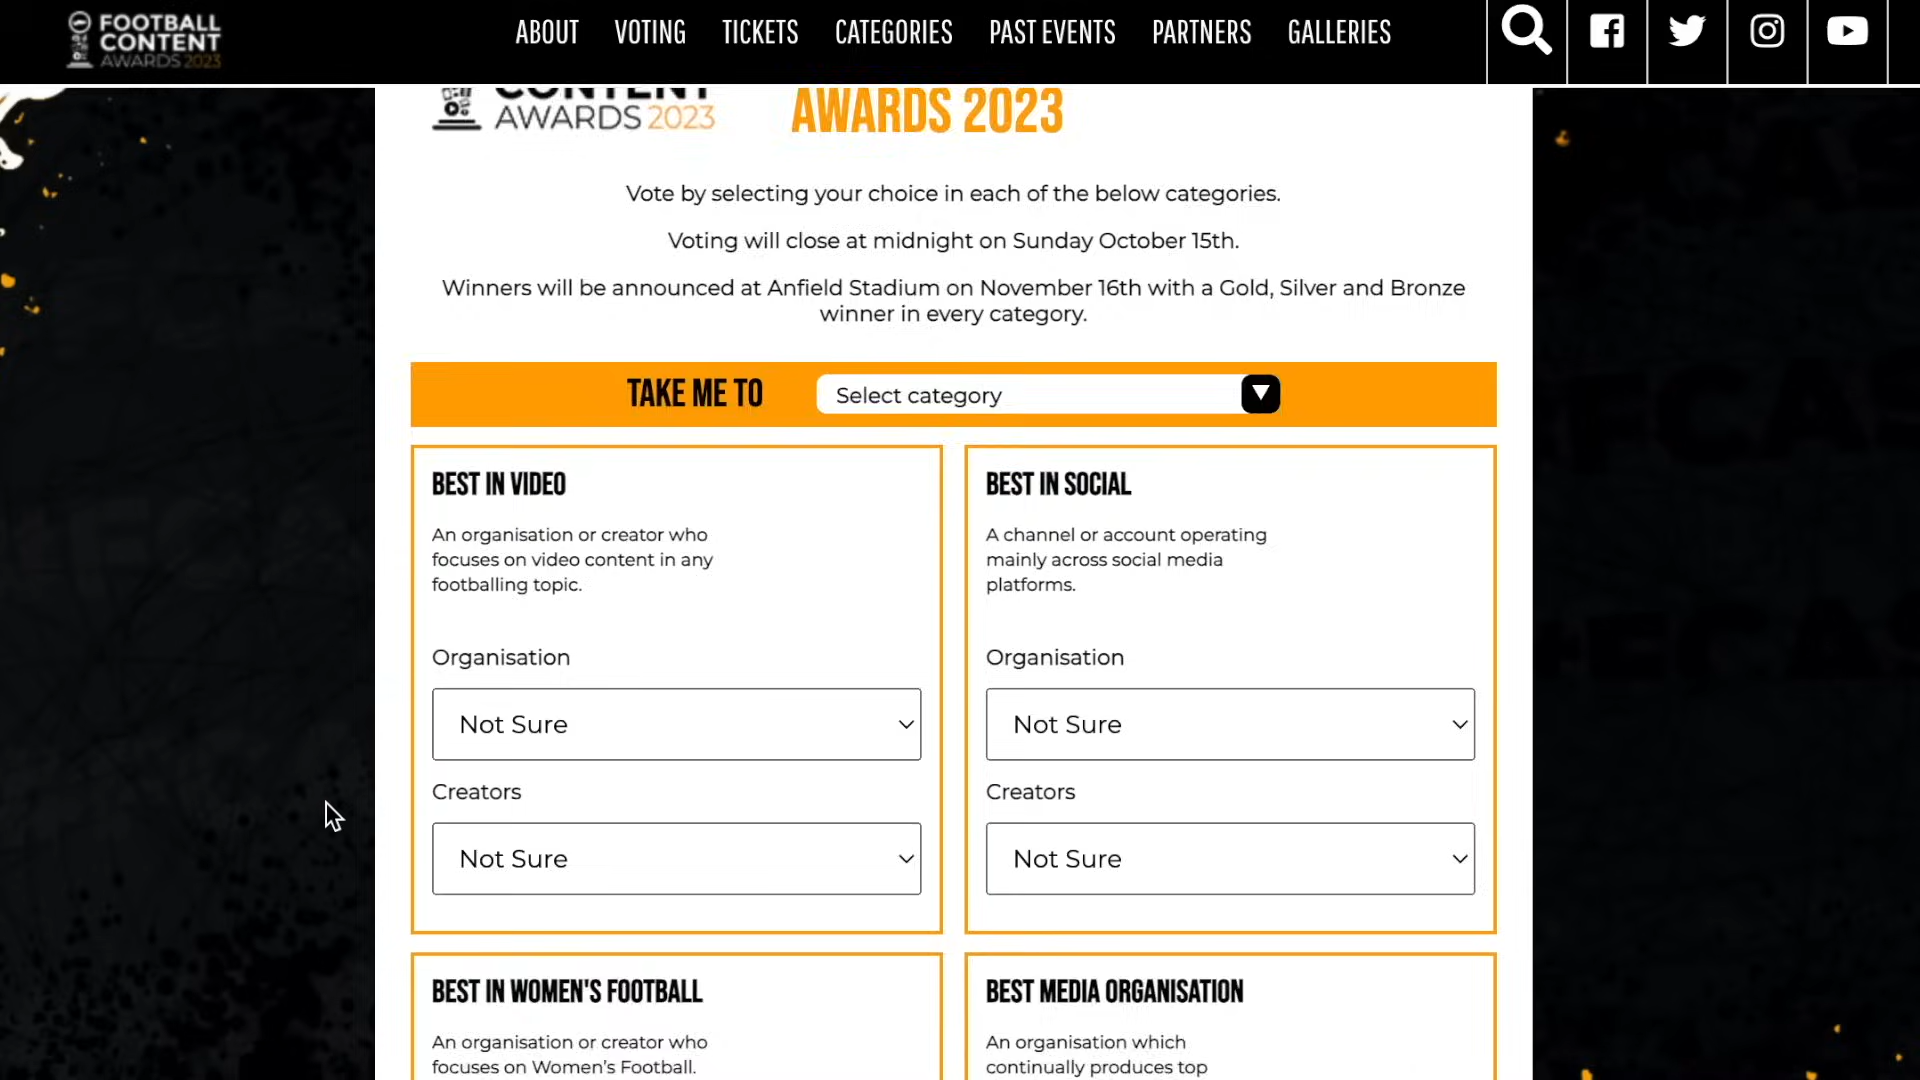 FOOTBALL
CONTENT
AWARDS 2023
ABOUT VOTING TICKETS CATEGORIES PAST EVENTS PARTNERS GALLERIES
CONTENT
AWARDS 2023
AWARDS 2023
Vote by selecting your choice in each of the below categories.
Voting will close at midnight on Sunday October 15th.
Winners will be announced at Anfield Stadium on November 16th with a Gold, Silver and Bronze
winner in every category.
TAKE ME TO
Select category
BEST IN VIDEO
An organisation or creator who
focuses on video content in any
footballing topic.
Organisation
Not Sure
Creators
Not Sure
BEST IN SOCIAL
A channel or account operating
mainly across social media
platforms.
Organisation
Not Sure
Creators
Not Sure
BEST IN WOMEN'S FOOTBALL
An organisation or creator who
focuses on Women's Football.
BEST MEDIA ORGANISATION
An organisation which
continually produces top